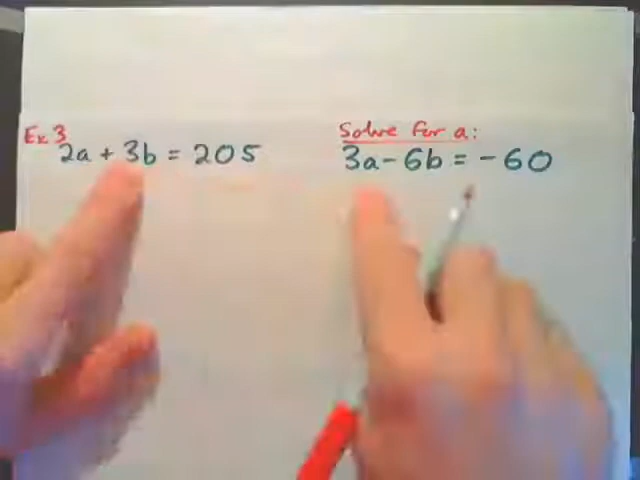 Ex 3
2a + 3b = 205
Solve for a:
3a - 6b = - 60